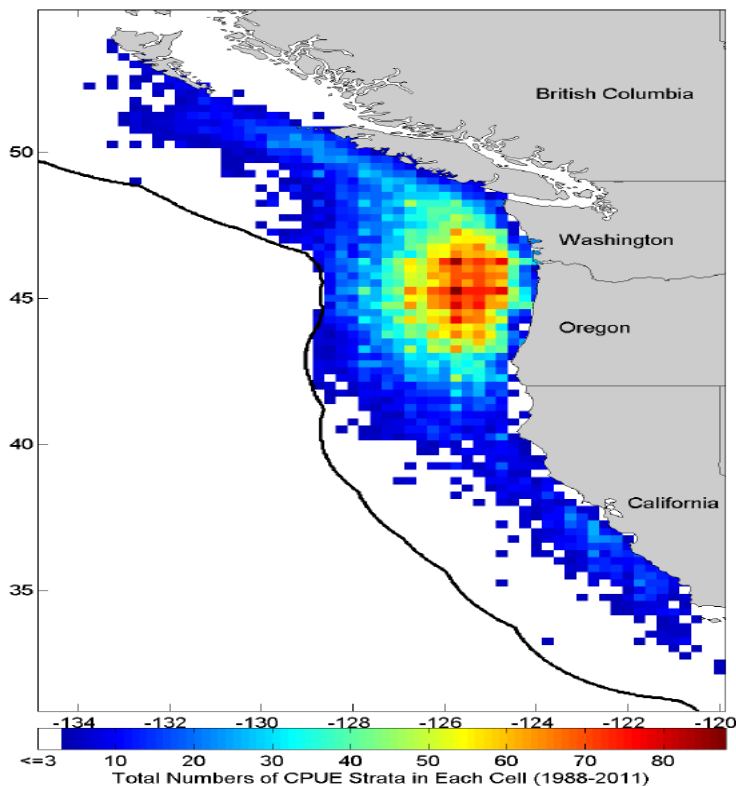 British Columbia
50
Washington
45
Oregon
40
California
35
-134 -132 -130 -128 -126 -124 -122 -120
<=3 10 20 30 40 50 60 70 80
Total Numbers of CPUE Strata in Each Cell (1988-2011)